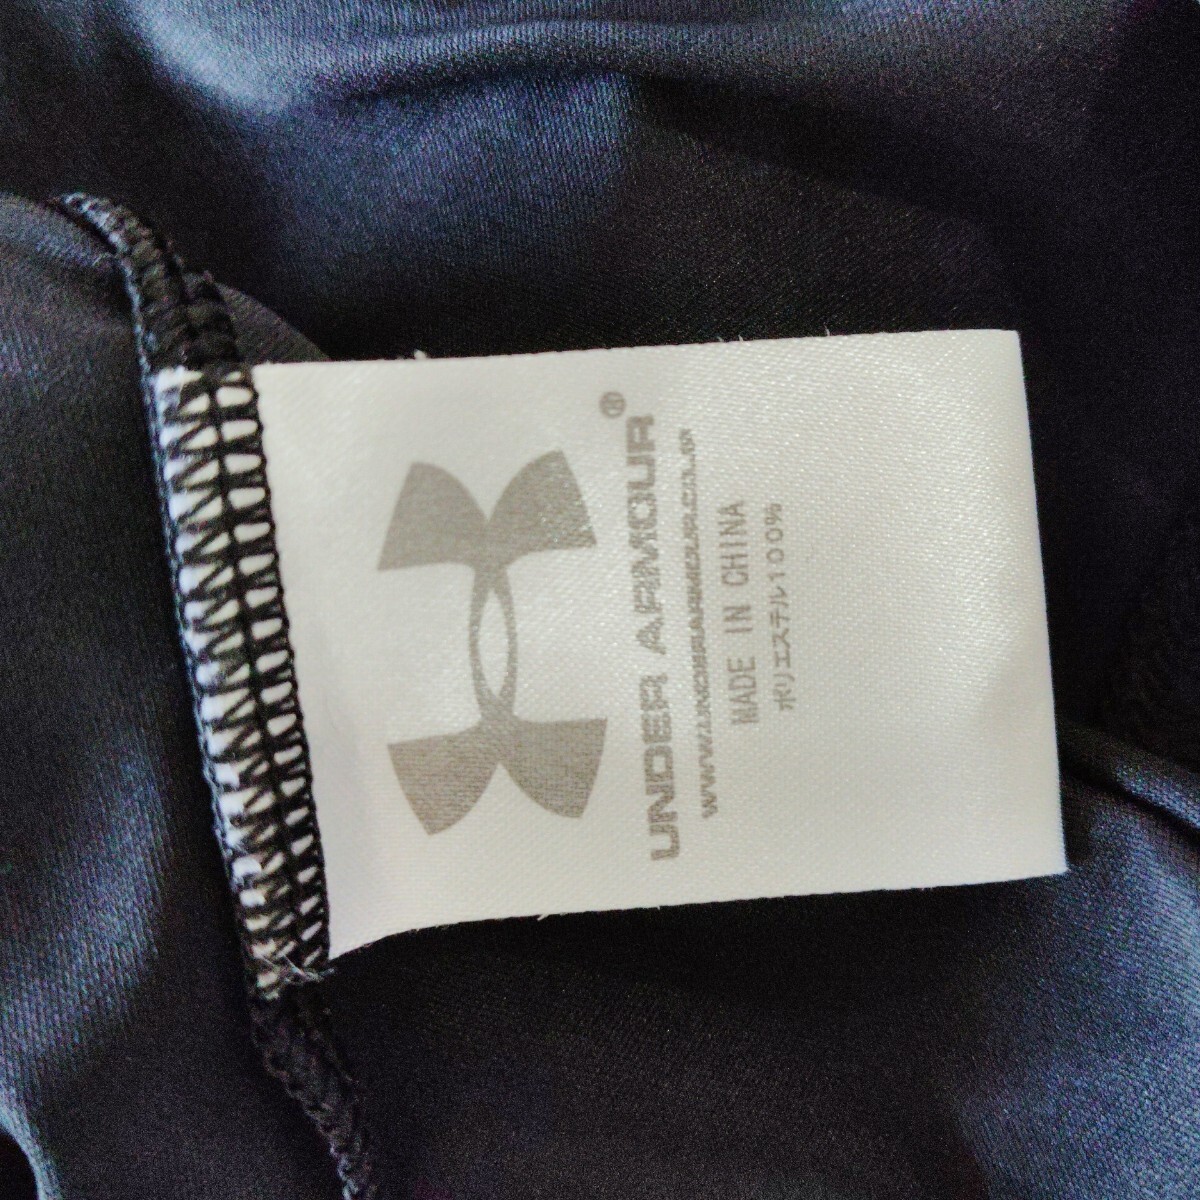 UNDER ARMOUR®
WWW.UNDERARMOUR.CO.JP
MADE IN CHINA
ポリエステル100%